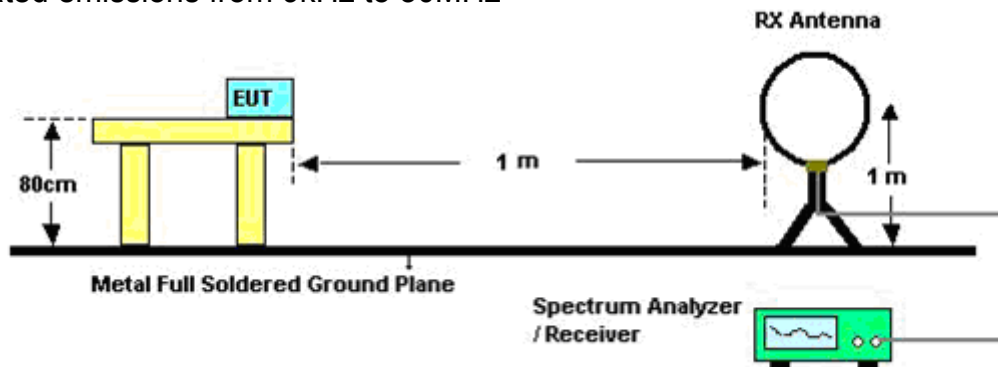 RX Antenna
EUT
80cm
1 m
1 m
Metal Full Soldered Ground Plane
Spectrum Analyzer
/ Receiver